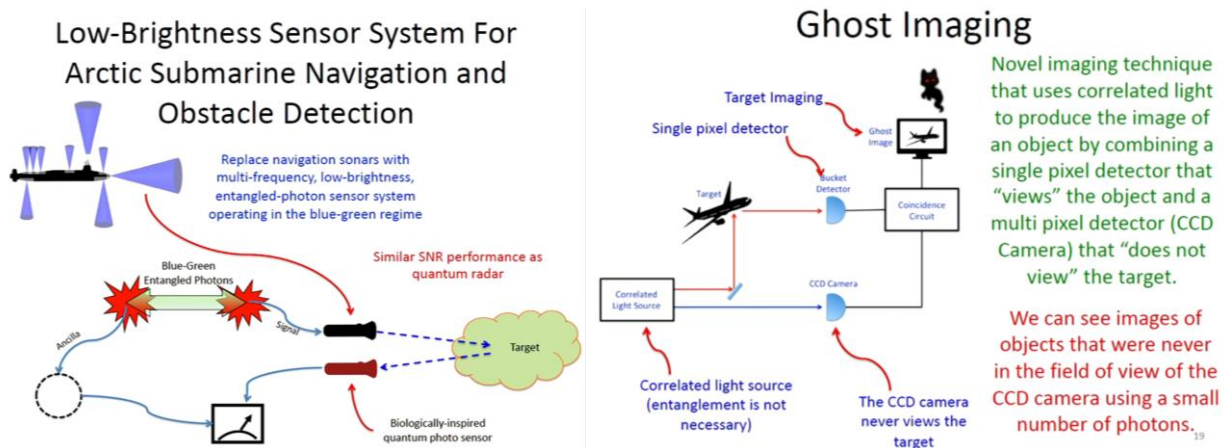 Low-Brightness Sensor System For
Arctic Submarine Navigation and
Obstacle Detection
Replace navigation sonars with
multi-frequency, low-brightness,
entangled-photon sensor system
operating in the blue-green regime
Similar SNR performance as
quantum radar
Blue-Green
Entangled Photons
Ancilla
Signal
Target
Biologically-inspired
quantum photo sensor
Ghost Imaging
Target Imaging
Single pixel detector
Ghost
Image
Target
Bucket
Detector
Coincidence
Circuit
CCD Camera
Correlated
Light Source
Correlated light source
(entanglement is not
necessary)
The CCD camera
never views the
target
Novel imaging technique
that uses correlated light
to produce the image of
an object by combining a
single pixel detector that
“views” the object and a
multi pixel detector (CCD
Camera) that “does not
view” the target.
We can see images of
objects that were never
in the field of view of the
CCD camera using a small
number of photons.
19